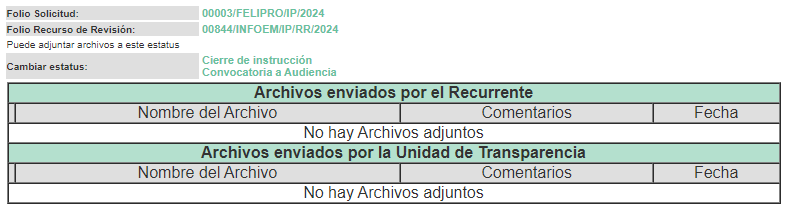 Folio Solicitud: 00003/FELIPRO/IP/2024
Folio Recurso de Revisión: 00844/INFOEM/IP/RR/2024
Puede adjuntar archivos a este estatus
Cambiar estatus: Cierre de instrucción
Convocatoria a Audiencia
Archivos enviados por el Recurrente
Nombre del Archivo Comentarios Fecha
No hay Archivos adjuntos
Archivos enviados por la Unidad de Transparencia
Nombre del Archivo Comentarios Fecha
No hay Archivos adjuntos